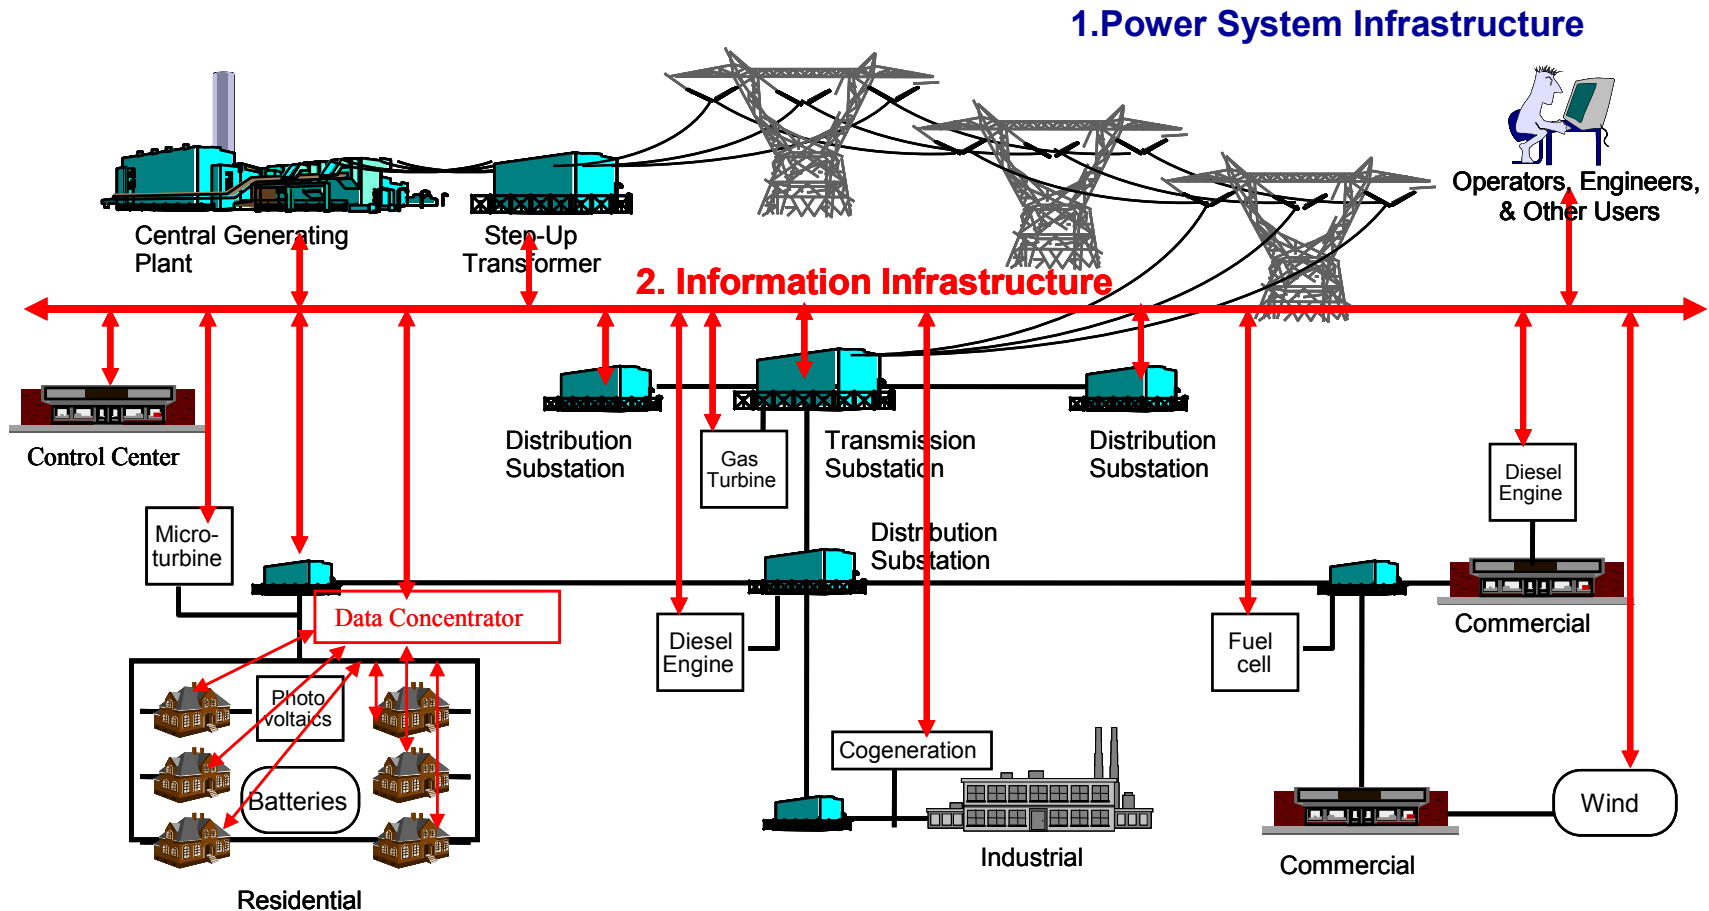 1.Power System Infrastructure
Operators, Engineers,
& Other Users
Central Generating
Plant
Step-Up
Transformer
2. Information Infrastructure
Control Center
Distribution
Substation
Gas
Turbine
Transmission
Substation
Distribution
Substation
Diesel
Engine
Micro-
turbine
Distribution
Substation
Data Concentrator
Diesel
Engine
Fuel
cell
Commercial
Photo
voltaics
Batteries
Cogeneration
Wind
Industrial
Commercial
Residential